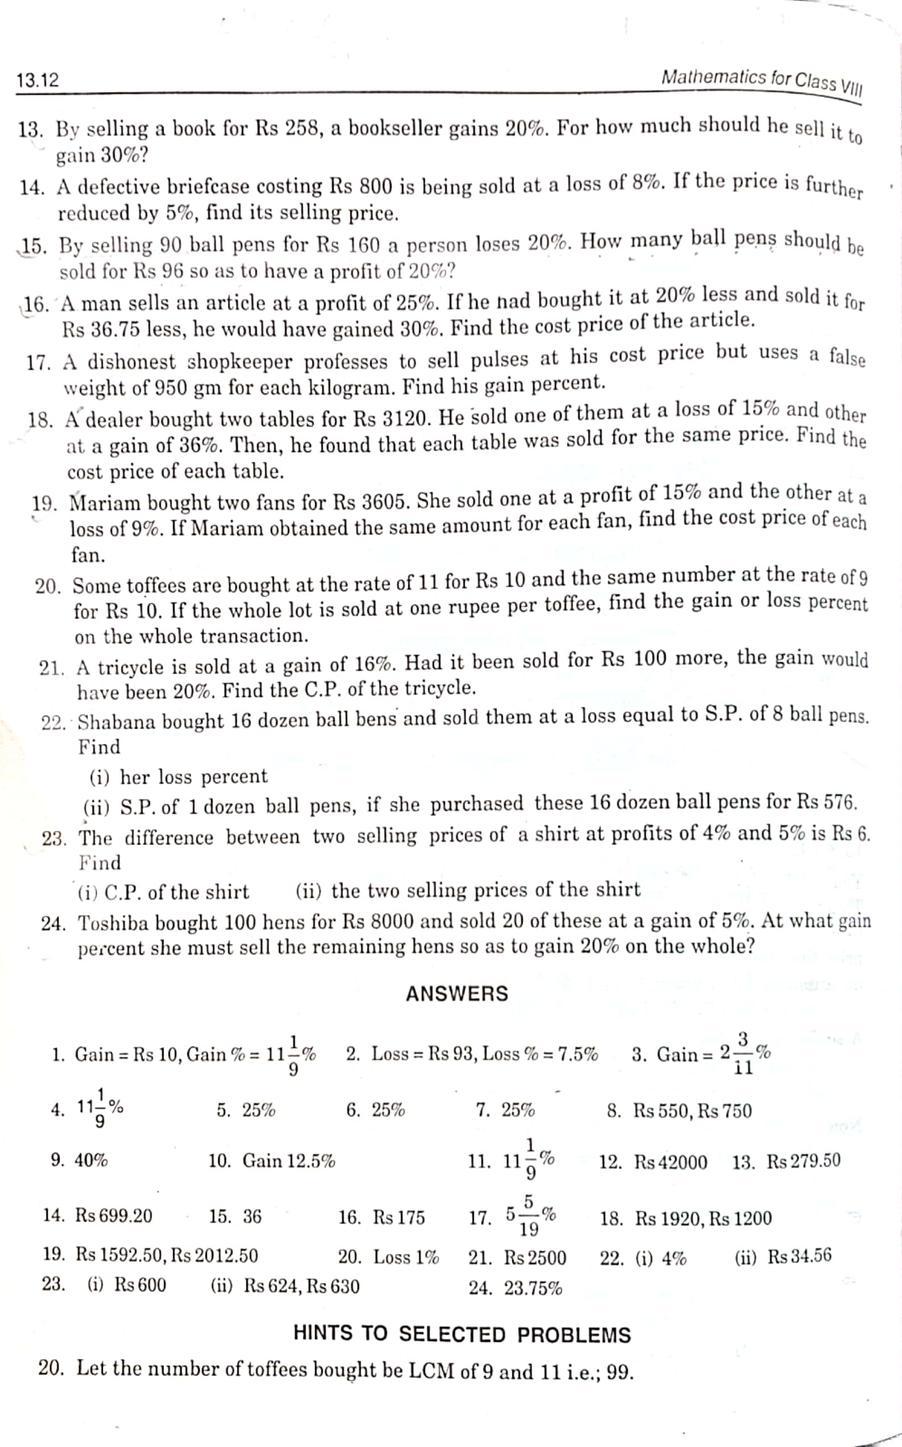 13.12 Mathematics for Class VIII
13. By selling a book for Rs 258, a bookseller gains 20%. For how much should he sell it to
gain 30%?
14. A defective briefcase costing Rs 800 is being sold at a loss of 8%. If the price is further
reduced by 5%, find its selling price.
15. By selling 90 ball pens for Rs 160 a person loses 20%. How many ball pens should be
sold for Rs 96 so as to have a profit of 20%?
16. A man sells an article at a profit of 25%. If he had bought it at 20% less and sold it for
Rs 36.75 less, he would have gained 30%. Find the cost price of the article.
17. A dishonest shopkeeper professes to sell pulses at his cost price but uses a false
weight of 950 gm for each kilogram. Find his gain percent.
18. A dealer bought two tables for Rs 3120. He sold one of them at a loss of 15% and other
at a gain of 36%. Then, he found that each table was sold for the same price. Find the
cost price of each table.
19. Mariam bought two fans for Rs 3605. She sold one at a profit of 15% and the other at a
loss of 9%. If Mariam obtained the same amount for each fan, find the cost price of each
fan.
20. Some toffees are bought at the rate of 11 for Rs 10 and the same number at the rate of 9
for Rs 10. If the whole lot is sold at one rupee per toffee, find the gain or loss percent
on the whole transaction.
21. A tricycle is sold at a gain of 16%. Had it been sold for Rs 100 more, the gain would
have been 20%. Find the C.P. of the tricycle.
22. Shabana bought 16 dozen ball bens and sold them at a loss equal to S.P. of 8 ball pens.
Find
(i) her loss percent
(ii) S.P. of 1 dozen ball pens, if she purchased these 16 dozen ball pens for Rs 576.
23. The difference between two selling prices of a shirt at profits of 4% and 5% is Rs 6.
Find
(i) C.P. of the shirt (ii) the two selling prices of the shirt
24. Toshiba bought 100 hens for Rs 8000 and sold 20 of these at a gain of 5%. At what gain
percent she must sell the remaining hens so as to gain 20% on the whole?
ANSWERS
1. Gain = Rs 10, Gain % = 11 1/9 % 2. Loss = Rs 93, Loss % = 7.5% 3. Gain = 2 3/11 %
4. 11 1/9 % 5. 25% 6. 25% 7. 25% 8. Rs 550, Rs 750
9. 40% 10. Gain 12.5% 11. 11 1/9 % 12. Rs 42000 13. Rs 279.50
14. Rs 699.20 15. 36 16. Rs 175 17. 5 5/19 % 18. Rs 1920, Rs 1200
19. Rs 1592.50, Rs 2012.50 20. Loss 1% 21. Rs 2500 22. (i) 4% (ii) Rs 34.56
23. (i) Rs 600 (ii) Rs 624, Rs 630 24. 23.75%
HINTS TO SELECTED PROBLEMS
20. Let the number of toffees bought be LCM of 9 and 11 i.e.; 99.